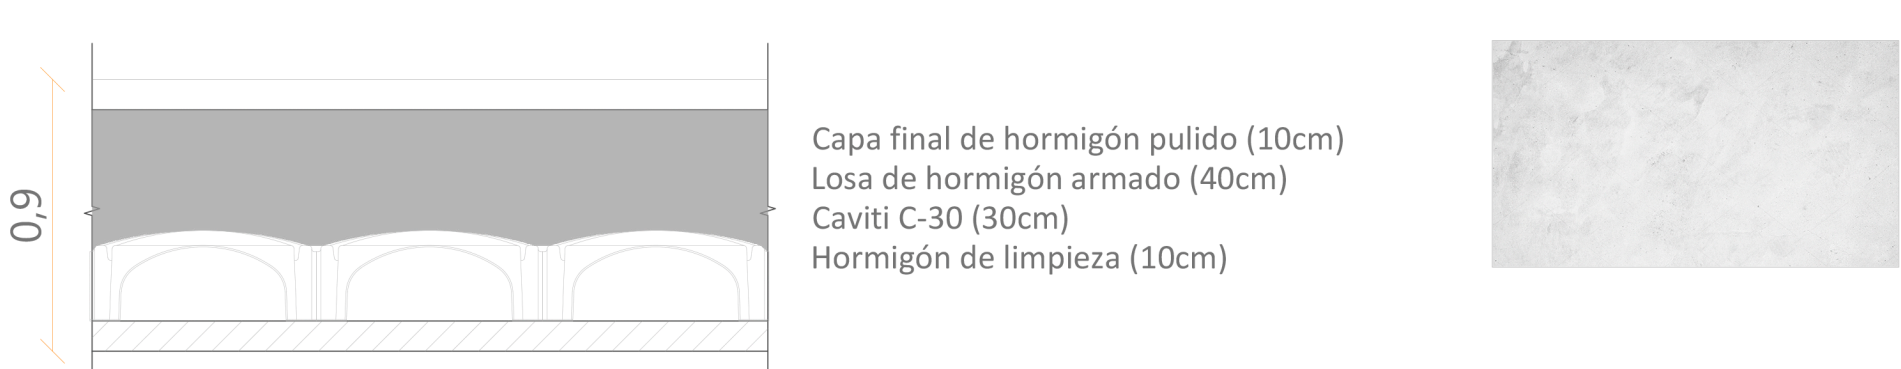 0,9
Capa final de hormigón pulido (10cm)
Losa de hormigón armado (40cm)
Caviti C-30 (30cm)
Hormigón de limpieza (10cm)